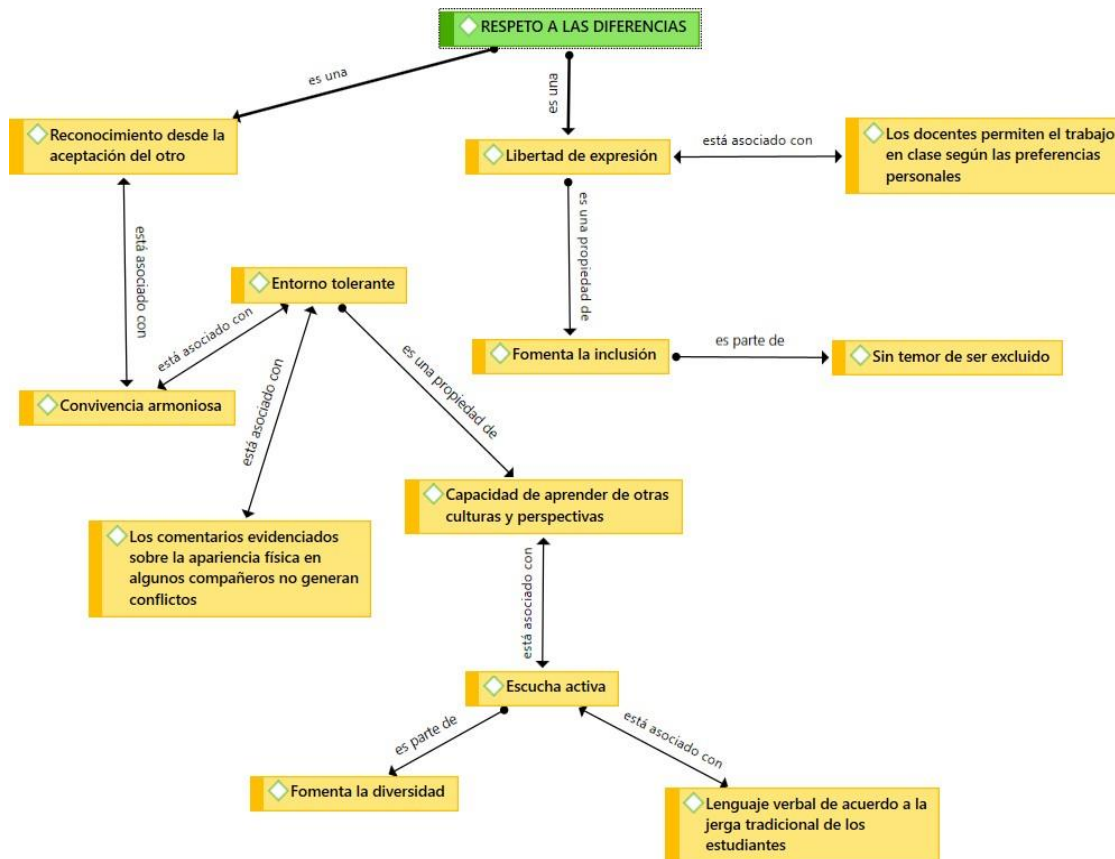 RESPETO A LAS DIFERENCIAS
es una
es una
Reconocimiento desde la
aceptación del otro
Libertad de expresión
está asociado con
Los docentes permiten el trabajo
en clase según las preferencias
personales
está asociado con
es una propiedad de
Entorno tolerante
está asociado con
Fomenta la inclusión
es parte de
Sin temor de ser excluido
Convivencia armoniosa
está asociado con
es una propiedad de
Capacidad de aprender de otras
culturas y perspectivas
Los comentarios evidenciados
sobre la apariencia física en
algunos compañeros no generan
conflictos
está asociado con
Escucha activa
es parte de
está asociado con
Fomenta la diversidad
Lenguaje verbal de acuerdo a la
jerga tradicional de los
estudiantes